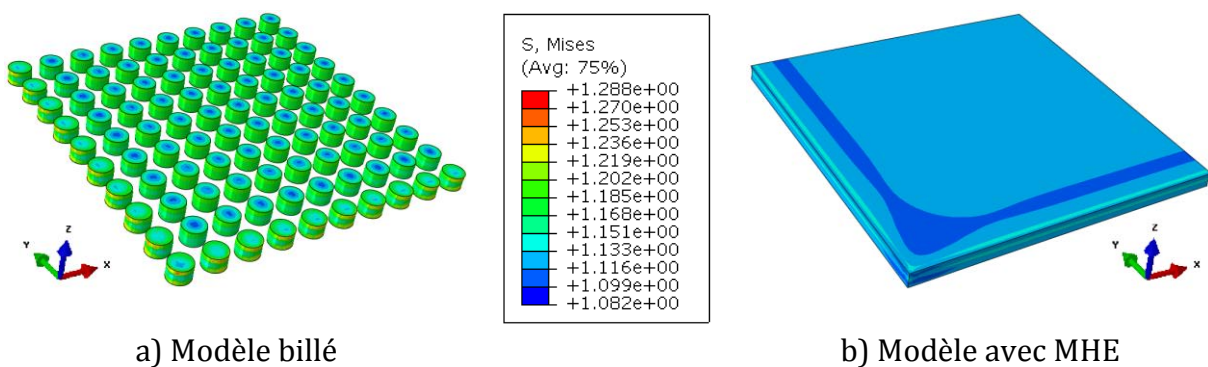 S, Mises
(Avg: 75%)
+1.288e+00
+1.270e+00
+1.253e+00
+1.236e+00
+1.219e+00
+1.202e+00
+1.185e+00
+1.168e+00
+1.151e+00
+1.133e+00
+1.116e+00
+1.099e+00
+1.082e+00
Y
Z
X
Y
Z
X
a) Modèle billé
b) Modèle avec MHE